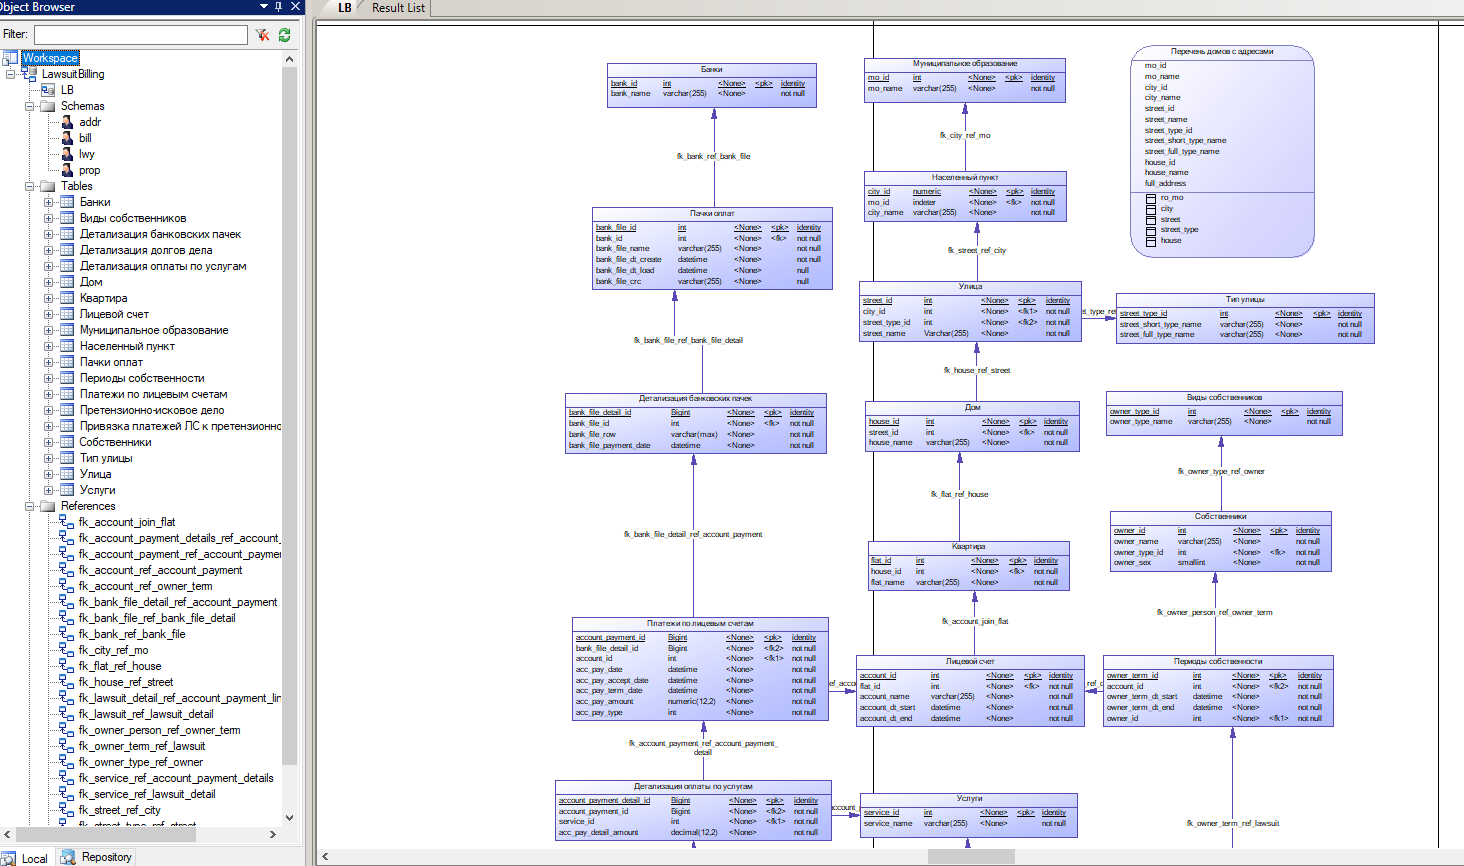 Object Browser
Filter:
Workspace
LawsuitBilling
LB
Schemas
addr
bill
lwy
prop
Tables
Банки
Виды собственников
Детализация банковских пачек
Детализация долгов дела
Детализация оплаты по услугам
Дом
Квартира
Лицевой счет
Муниципальное образование
Населенный пункт
Пачки оплат
Периоды собственности
Платежи по лицевым счетам
Претензионно-исковое дело
Привязка платежей ЛС к претензионно
Собственники
Тип улицы
Улица
Услуги
References
fk_account_join_flat
fk_account_payment_details_ref_account_
fk_account_payment_ref_account_payme
fk_account_ref_account_payment
fk_account_ref_owner_term
fk_bank_file_detail_ref_account_payment
fk_bank_file_ref_bank_file_detail
fk_bank_ref_bank_file
fk_city_ref_mo
fk_flat_ref_house
fk_house_ref_street
fk_lawsuit_detail_ref_account_payment_lin
fk_lawsuit_ref_lawsuit_detail
fk_owner_person_ref_owner_term
fk_owner_term_ref_lawsuit
fk_owner_type_ref_owner
fk_service_ref_account_payment_details
fk_service_ref_lawsuit_detail
fk_street_ref_city
fk_street_type_ref_street
Local
Repository
LB
Result List
Банки
bank_id int <None> <pk> identity
bank_name varchar(255) <None> not null
fk_bank_ref_bank_file
Пачки оплат
bank_file_id int <None> <pk> identity
bank_id int <None> <fk> not null
bank_file_name varchar(255) <None> not null
bank_file_dt_create datetime <None> not null
bank_file_dt_load datetime <None> null
bank_file_crc varchar(255) <None> null
fk_bank_file_ref_bank_file_detail
Детализация банковских пачек
bank_file_detail_id Bigint <None> <pk> identity
bank_file_id int <None> <fk> not null
bank_file_row varchar(max) <None> not null
bank_file_payment_date datetime <None> not null
fk_bank_file_detail_ref_account_payment
Платежи по лицевым счетам
account_payment_id Bigint <None> <pk> identity
bank_file_detail_id Bigint <None> <fk2> not null
account_id int <None> <fk1> not null
acc_pay_date datetime <None> not null
acc_pay_accept_date datetime <None> not null
acc_pay_term_date datetime <None> not null
acc_pay_amount numeric(12,2) <None> not null
acc_pay_type int <None> not null
fk_account_payment_ref_account_payment_
detail
Детализация оплаты по услугам
account_payment_detail_id Bigint <None> <pk> identity
account_payment_id Bigint <None> <fk2> not null
service_id int <None> <fk1> not null
acc_pay_detail_amount decimal(12,2) <None> not null
Муниципальное образование
mo_id int <None> <pk> identity
mo_name varchar(255) <None> not null
fk_city_ref_mo
Населенный пункт
city_id numeric <None> <pk> identity
mo_id indeter <None> <fk> not null
city_name varchar(255) <None> not null
fk_street_ref_city
Улица
street_id int <None> <pk> identity
city_id int <None> <fk1> not null
street_type_id int <None> <fk2> not null
street_name Varchar(255) <None> not null
t_type_re
fk_house_ref_street
Дом
house_id int <None> <pk> identity
street_id int <None> <fk> not null
house_name varchar(255) <None> not null
fk_flat_ref_house
Квартира
flat_id int <None> <pk> identity
house_id int <None> <fk> not null
flat_name varchar(255) <None> not null
fk_account_join_flat
ref_acco
Лицевой счет
account_id int <None> <pk> identity
flat_id int <None> <fk> not null
account_name varchar(255) <None> not null
account_dt_start datetime <None> not null
account_dt_end datetime <None> not null
ref_o
account_
Услуги
service_id int <None> <pk> identity
service_name varchar(255) <None> not null
Перечень домов с адресами
mo_id
mo_name
city_id
city_name
street_id
street_name
street_type_id
street_short_type_name
street_full_type_name
house_id
house_name
full_address
ro_mo
city
street
street_type
house
Тип улицы
street_type_id int <None> <pk> identity
street_short_type_name varchar(255) <None> not null
street_full_type_name varchar(255) <None> not null
Виды собственников
owner_type_id int <None> <pk> identity
owner_type_name varchar(255) <None> not null
fk_owner_type_ref_owner
Собственники
owner_id int <None> <pk> identity
owner_name varchar(255) <None> not null
owner_type_id int <None> <fk> not null
owner_sex smallint <None> not null
fk_owner_person_ref_owner_term
Периоды собственности
owner_term_id int <None> <pk> identity
account_id int <None> <fk2> not null
owner_term_dt_start datetime <None> not null
owner_term_dt_end datetime <None> not null
owner_id int <None> <fk1> not null
fk_owner_term_ref_lawsuit